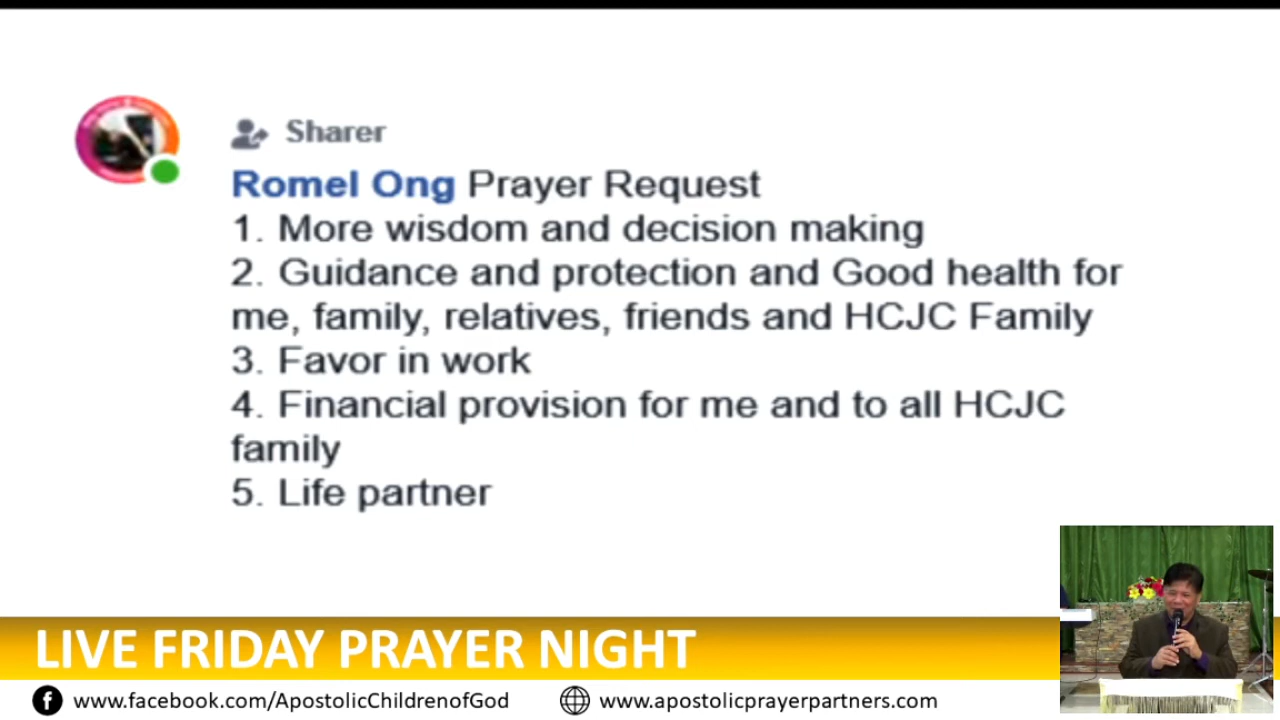 Sharer
Romel Ong Prayer Request
1. More wisdom and decision making
2. Guidance and protection and Good health for
me, family, relatives, friends and HCJC Family
3. Favor in work
4. Financial provision for me and to all HCJC
family
5. Life partner
LIVE FRIDAY PRAYER NIGHT
www.facebook.com/ApostolicChildrenofGod
www.apostolicprayerpartners.com